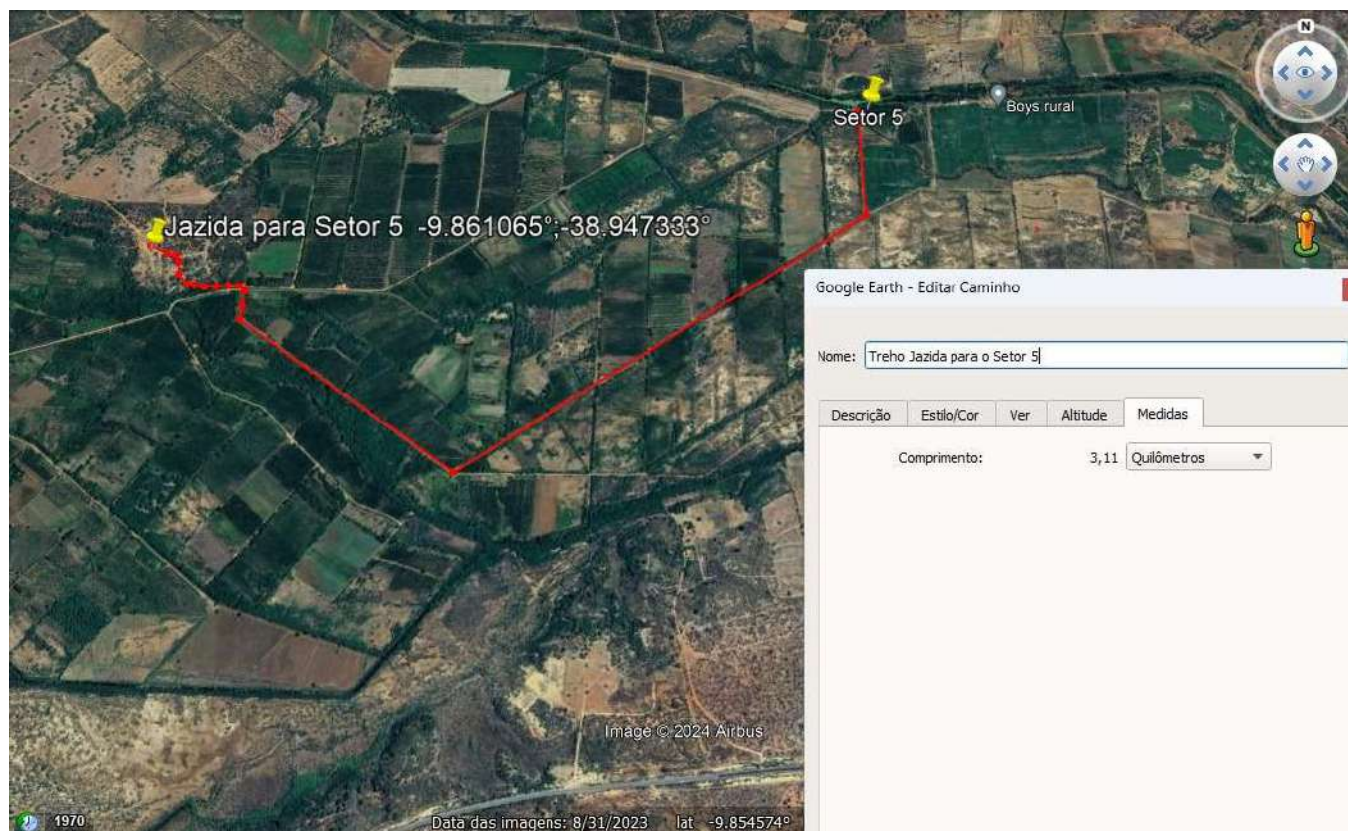 N
Setor 5
Boys rural
Jazida para Setor 5 -9.861065°;-38.947333°
Google Earth - Editar Caminho
Nome: Treho Jazida para o Setor 5
Descrição Estilo/Cor Ver Altitude Medidas
Comprimento: 3,11 Quilômetros
Image © 2024 Airbus
1970 Data das imagens: 8/31/2023 lat -9.854574°